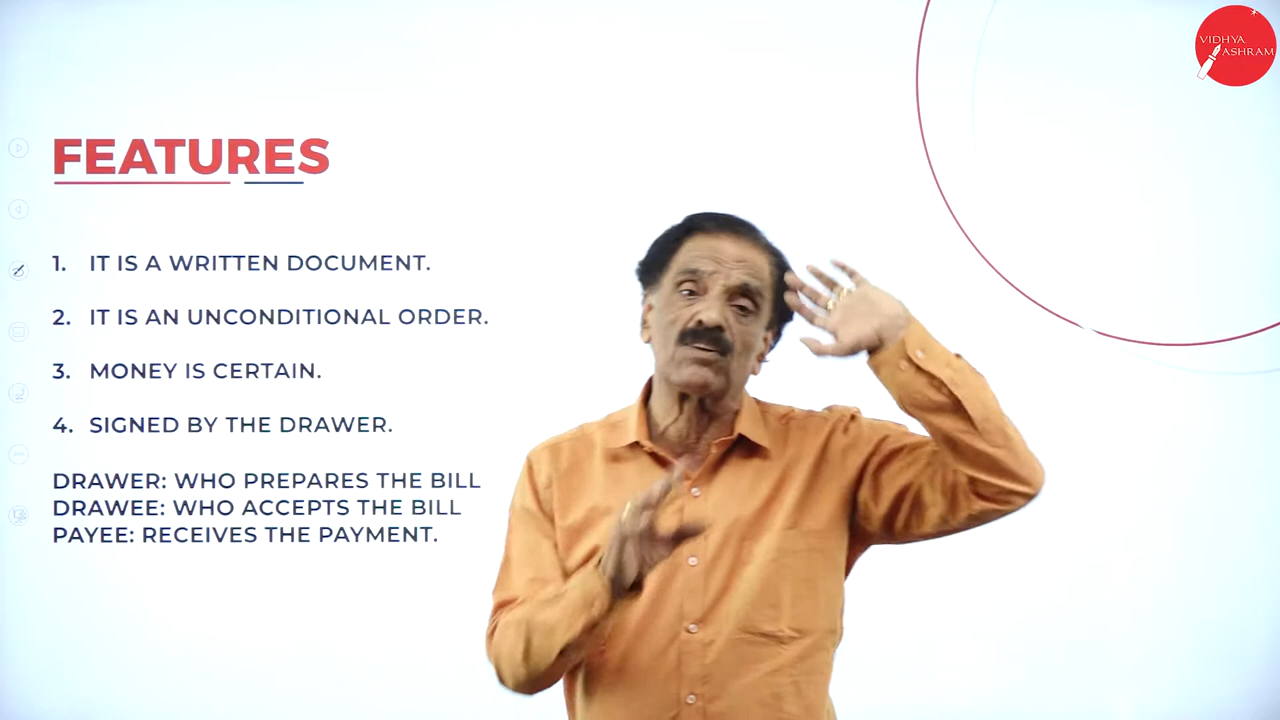 VIDHYA
ASHRAM
FEATURES
1. IT IS A WRITTEN DOCUMENT.
2. IT IS AN UNCONDITIONAL ORDER.
3. MONEY IS CERTAIN.
4. SIGNED BY THE DRAWER.
DRAWER: WHO PREPARES THE BILL
DRAWEE: WHO ACCEPTS THE BILL
PAYEE: RECEIVES THE PAYMENT.